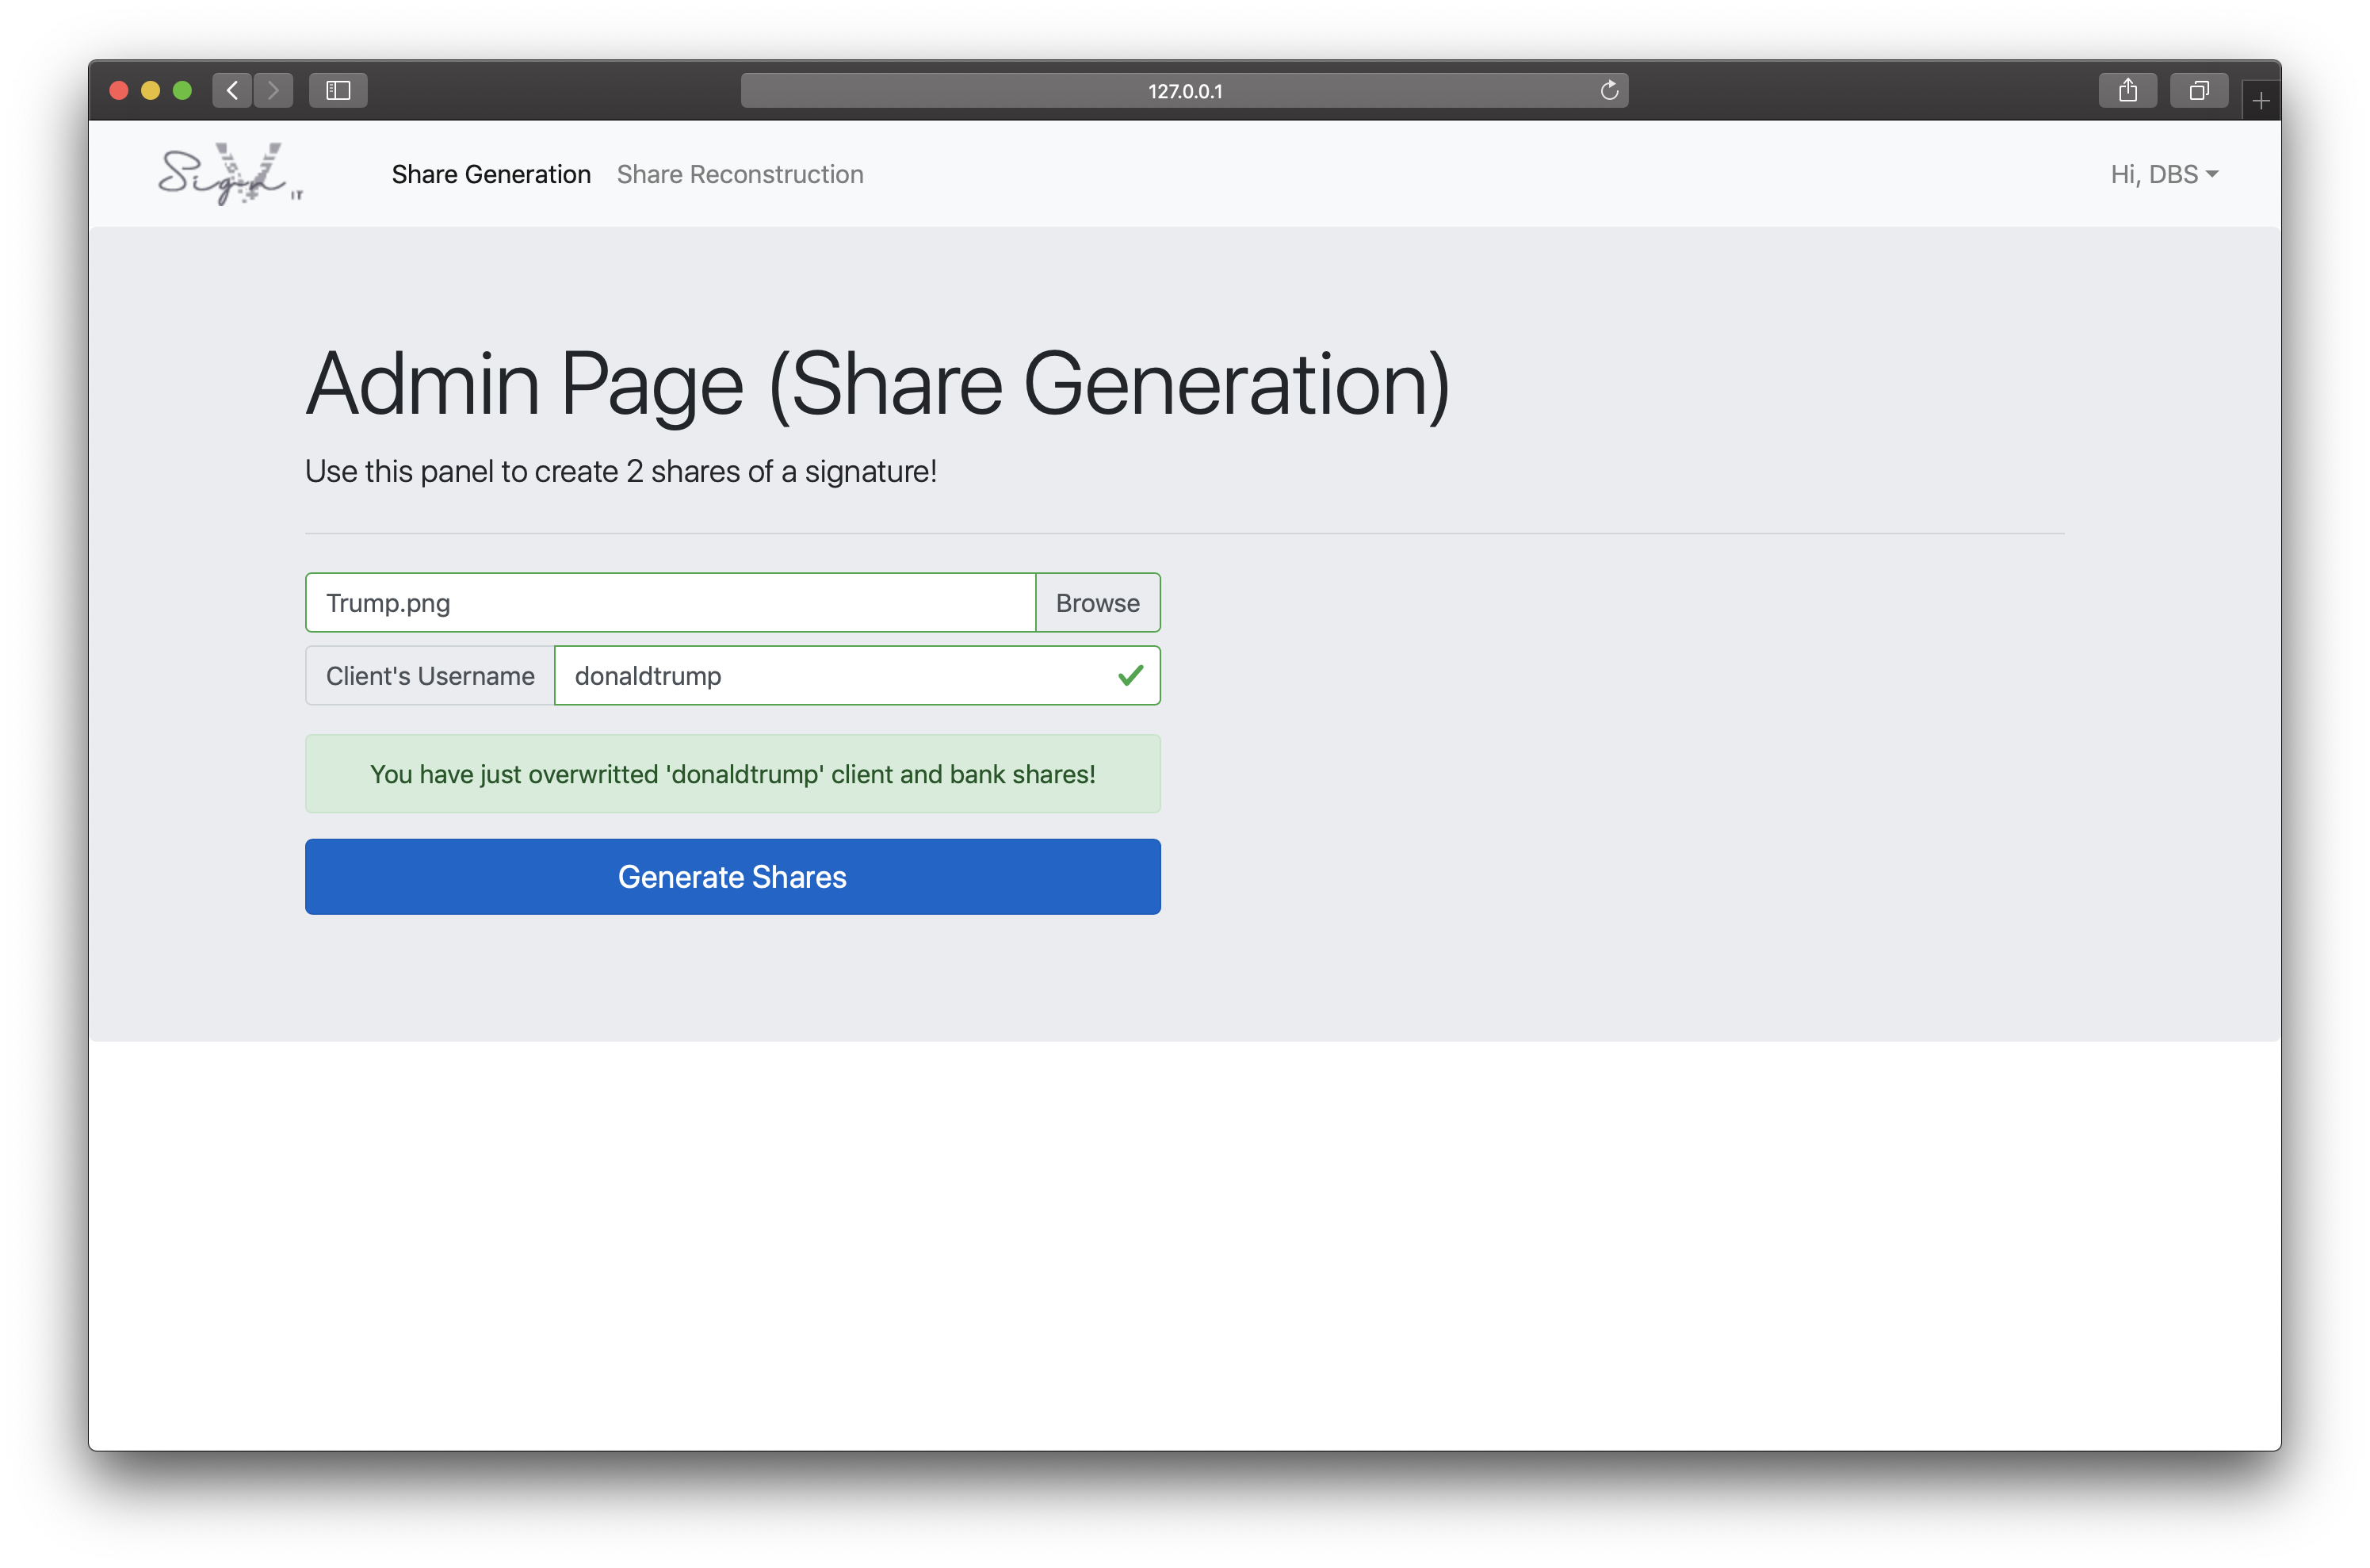 127.0.0.1
Sign V IT
Share Generation Share Reconstruction
Hi, DBS
Admin Page (Share Generation)
Use this panel to create 2 shares of a signature!
Trump.png Browse
Client's Username donaldtrump
You have just overwritted 'donaldtrump' client and bank shares!
Generate Shares